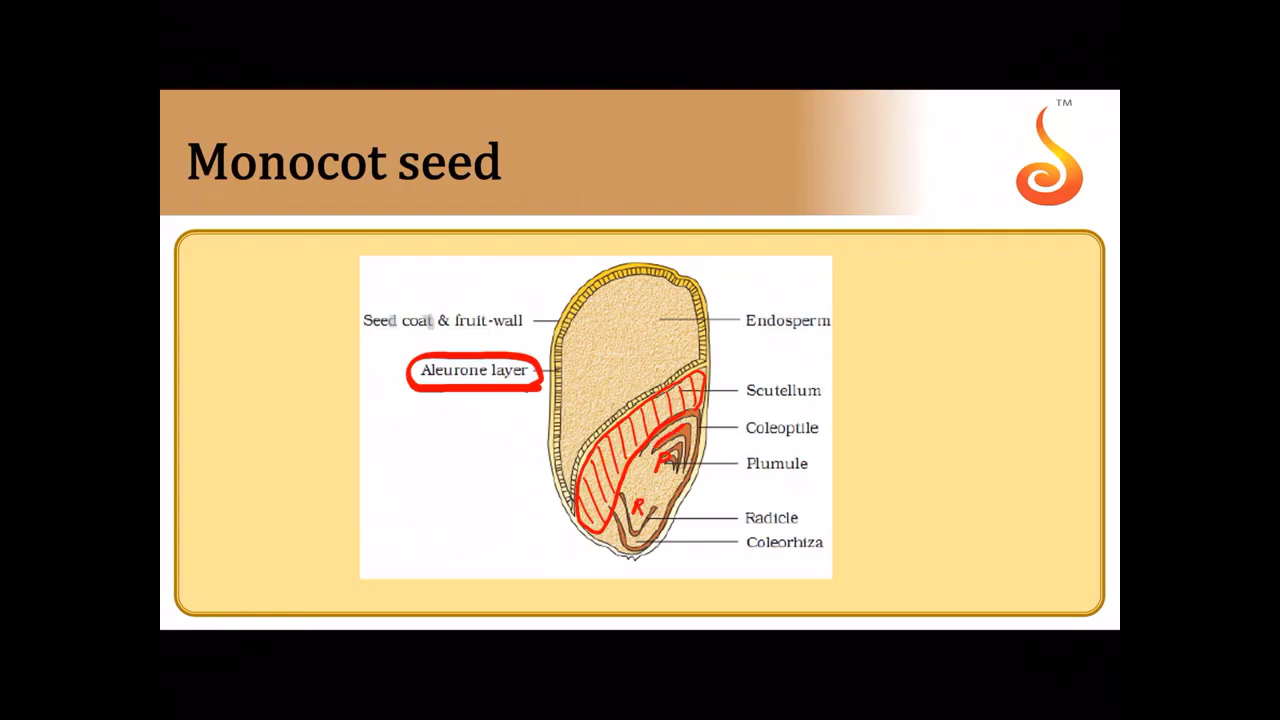 TM
Monocot seed
Seed coat & fruit-wall
Endosperm
Aleurone layer
Scutellum
Coleoptile
P
Plumule
R
Radicle
Coleorhiza